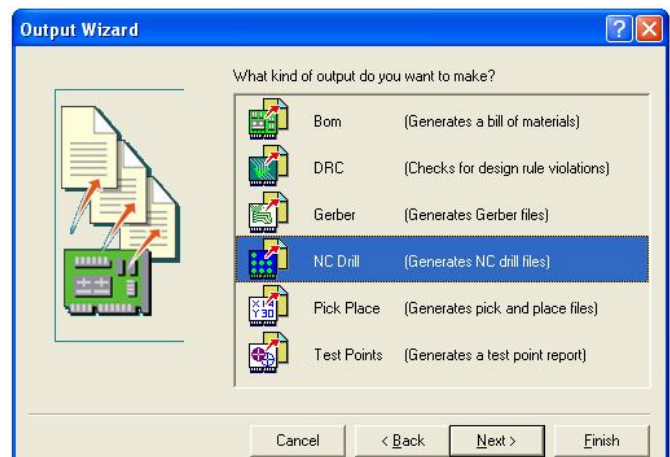 Output Wizard
What kind of output do you want to make?
Bom (Generates a bill of materials)
DRC (Checks for design rule violations)
Gerber (Generates Gerber files)
NC Drill (Generates NC drill files)
X14
Y30
Pick Place (Generates pick and place files)
Test Points (Generates a test point report)
Cancel < Back Next > Finish